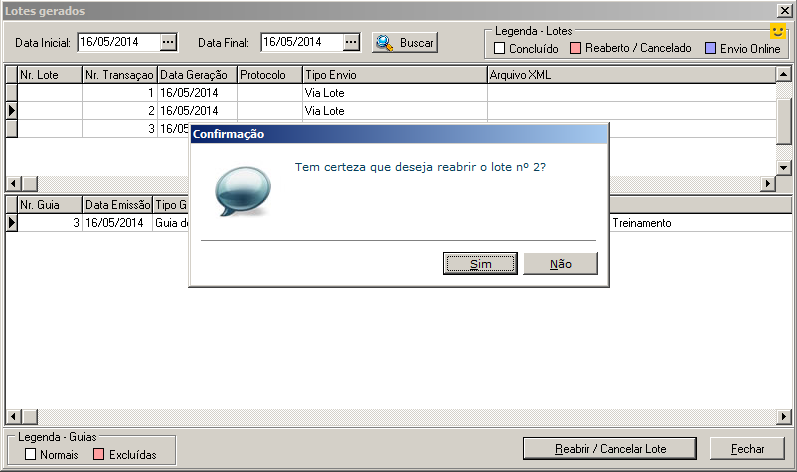 Lotes gerados
Data Inicial: 16/05/2014 ... Data Final: 16/05/2014 ... Buscar
Legenda - Lotes
Concluído Reaberto / Cancelado Envio Online
Nr. Lote Nr. Transaçao Data Geração Protocolo Tipo Envio Arquivo XML
1 16/05/2014 Via Lote
2 16/05/2014 Via Lote
3 16/05
Confirmação
Tem certeza que deseja reabrir o lote nº 2?
Sim Não
Nr. Guia Data Emissão Tipo G
3 16/05/2014 Guia de Treinamento
Legenda - Guias
Normais Excluídas
Reabrir / Cancelar Lote Fechar